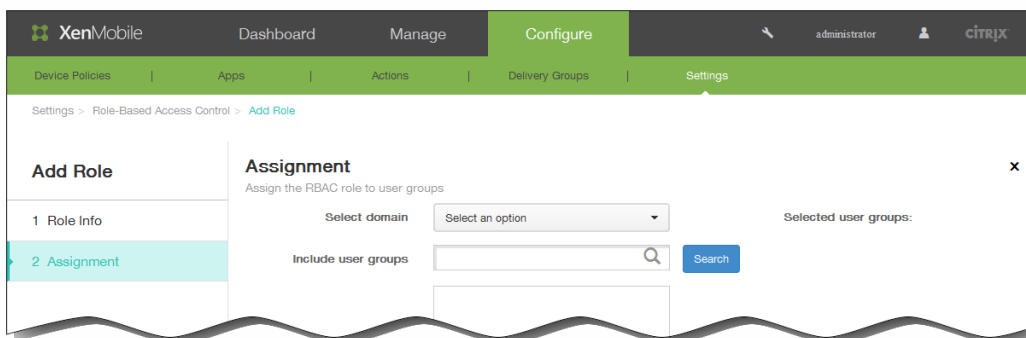 XenMobile Dashboard Manage Configure administrator CİTRIX
Device Policies | Apps | Actions | Delivery Groups | Settings
Settings > Role-Based Access Control > Add Role
Add Role
1 Role Info
2 Assignment
Assignment
Assign the RBAC role to user groups
Select domain Select an option Selected user groups:
Include user groups Search